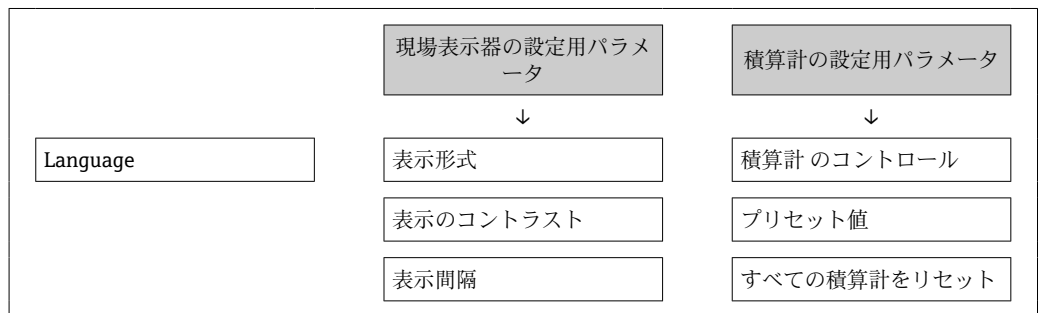 現場表示器の設定用パラメ
ータ
積算計の設定用パラメータ
↓
↓
Language
表示形式
積算計 のコントロール
表示のコントラスト
プリセット値
表示間隔
すべての積算計をリセット